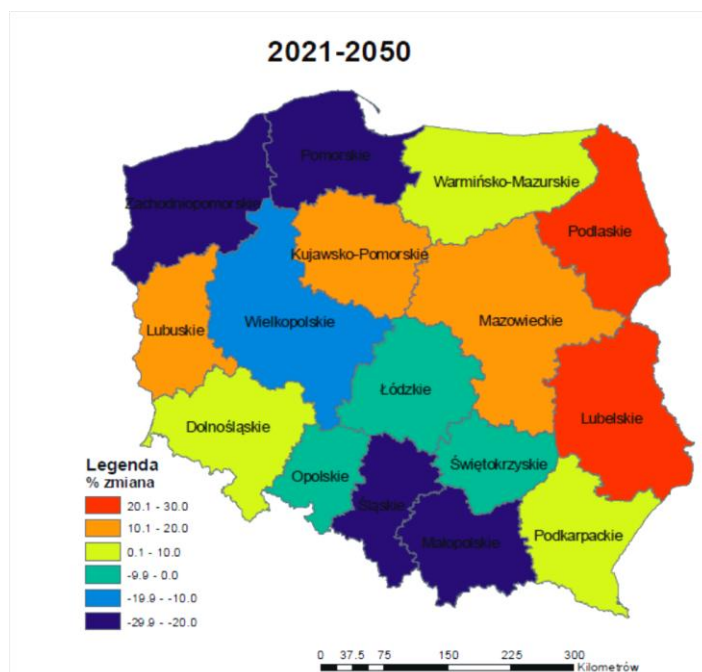 2021-2050
Pomorskie
Warmińsko-Mazurskie
Zachodniopomorskie
Podlaskie
Kujawsko-Pomorskie
Lubuskie
Wielkopolskie
Mazowieckie
Łódzkie
Lubelskie
Dolnośląskie
Opolskie
Świętokrzyskie
Śląskie
Małopolskie
Podkarpackie
Legenda
% zmiana
20.1 - 30.0
10.1 - 20.0
0.1 - 10.0
-9.9 - 0.0
-19.9 - -10.0
-29.9 - -20.0
0 37.5 75 150 225 300
Kilometrów